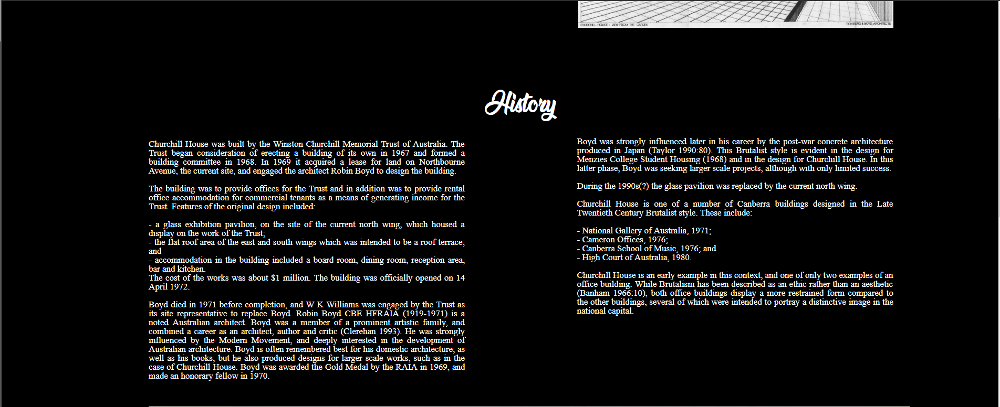 CHURCHILL HOUSE : VIEW FROM THE GARDEN
ROMBERG & BOYD, ARCHITECTS
History
Churchill House was built by the Winston Churchill Memorial Trust of Australia. The
Trust began consideration of erecting a building of its own in 1967 and formed a
building committee in 1968. In 1969 it acquired a lease for land on Northbourne
Avenue, the current site, and engaged the architect Robin Boyd to design the building.
The building was to provide offices for the Trust and in addition was to provide rental
office accommodation for commercial tenants as a means of generating income for the
Trust. Features of the original design included:
- a glass exhibition pavilion, on the site of the current north wing, which housed a
display on the work of the Trust;
- the flat roof area of the east and south wings which was intended to be a roof terrace;
and
- accommodation in the building included a board room, dining room, reception area,
bar and kitchen.
The cost of the works was about $1 million. The building was officially opened on 14
April 1972.
Boyd died in 1971 before completion, and W K Williams was engaged by the Trust as
its site representative to replace Boyd. Robin Boyd CBE HFRAIA (1919-1971) is a
noted Australian architect. Boyd was a member of a prominent artistic family, and
combined a career as an architect, author and critic (Clerehan 1993). He was strongly
influenced by the Modern Movement, and deeply interested in the development of
Australian architecture. Boyd is often remembered best for his domestic architecture, as
well as his books, but he also produced designs for larger scale works, such as in the
case of Churchill House. Boyd was awarded the Gold Medal by the RAIA in 1969, and
made an honorary fellow in 1970.
Boyd was strongly influenced later in his career by the post-war concrete architecture
produced in Japan (Taylor 1990:80). This Brutalist style is evident in the design for
Menzies College Student Housing (1968) and in the design for Churchill House. In this
latter phase, Boyd was seeking larger scale projects, although with only limited success.
During the 1990s(?) the glass pavilion was replaced by the current north wing.
Churchill House is one of a number of Canberra buildings designed in the Late
Twentieth Century Brutalist style. These include:
- National Gallery of Australia, 1971;
- Cameron Offices, 1976;
- Canberra School of Music, 1976; and
- High Court of Australia, 1980.
Churchill House is an early example in this context, and one of only two examples of an
office building. While Brutalism has been described as an ethic rather than an aesthetic
(Banham 1966:10), both office buildings display a more restrained form compared to
the other buildings, several of which were intended to portray a distinctive image in the
national capital.